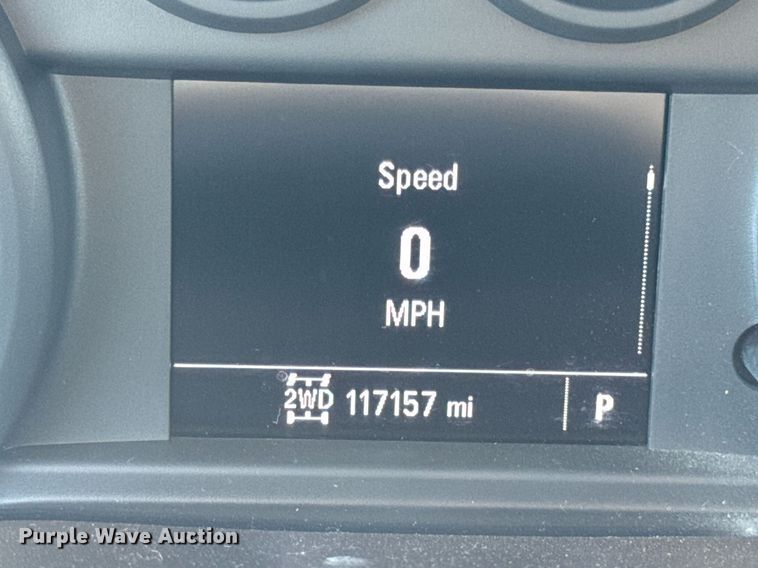 Speed
0
MPH
2WD 117157 mi P
Purple Wave Auction